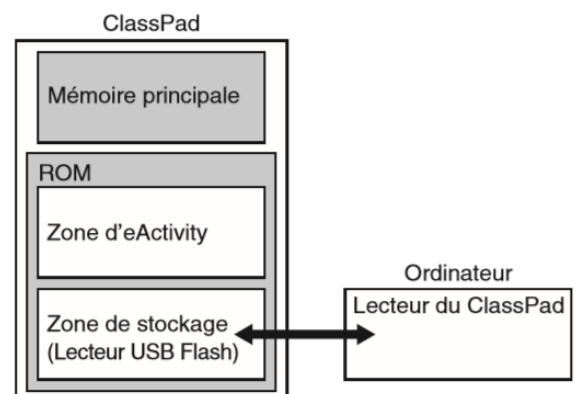 ClassPad
Mémoire principale
ROM
Zone d'eActivity
Zone de stockage
(Lecteur USB Flash)
Ordinateur
Lecteur du ClassPad